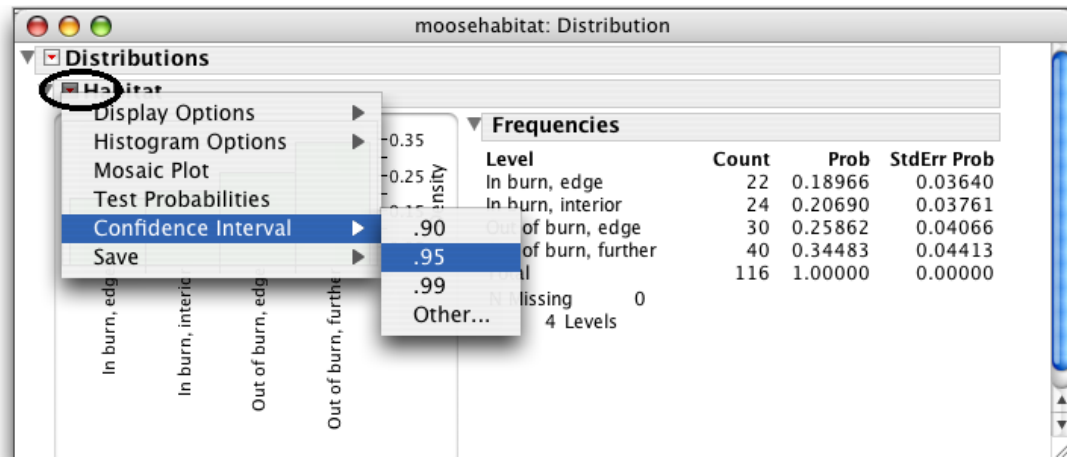 moosehabitat: Distribution
Distributions
Habitat
Display Options
Histogram Options
Mosaic Plot
Test Probabilities
Confidence Interval
Save
.90
.95
.99
Other...
0.35
0.25
0.15
In burn, edge
In burn, interior
Out of burn, edge
Out of burn, further
Frequencies
Level Count Prob StdErr Prob
In burn, edge 22 0.18966 0.03640
In burn, interior 24 0.20690 0.03761
Out of burn, edge 30 0.25862 0.04066
of burn, further 40 0.34483 0.04413
116 1.00000 0.00000
N Missing 0
4 Levels